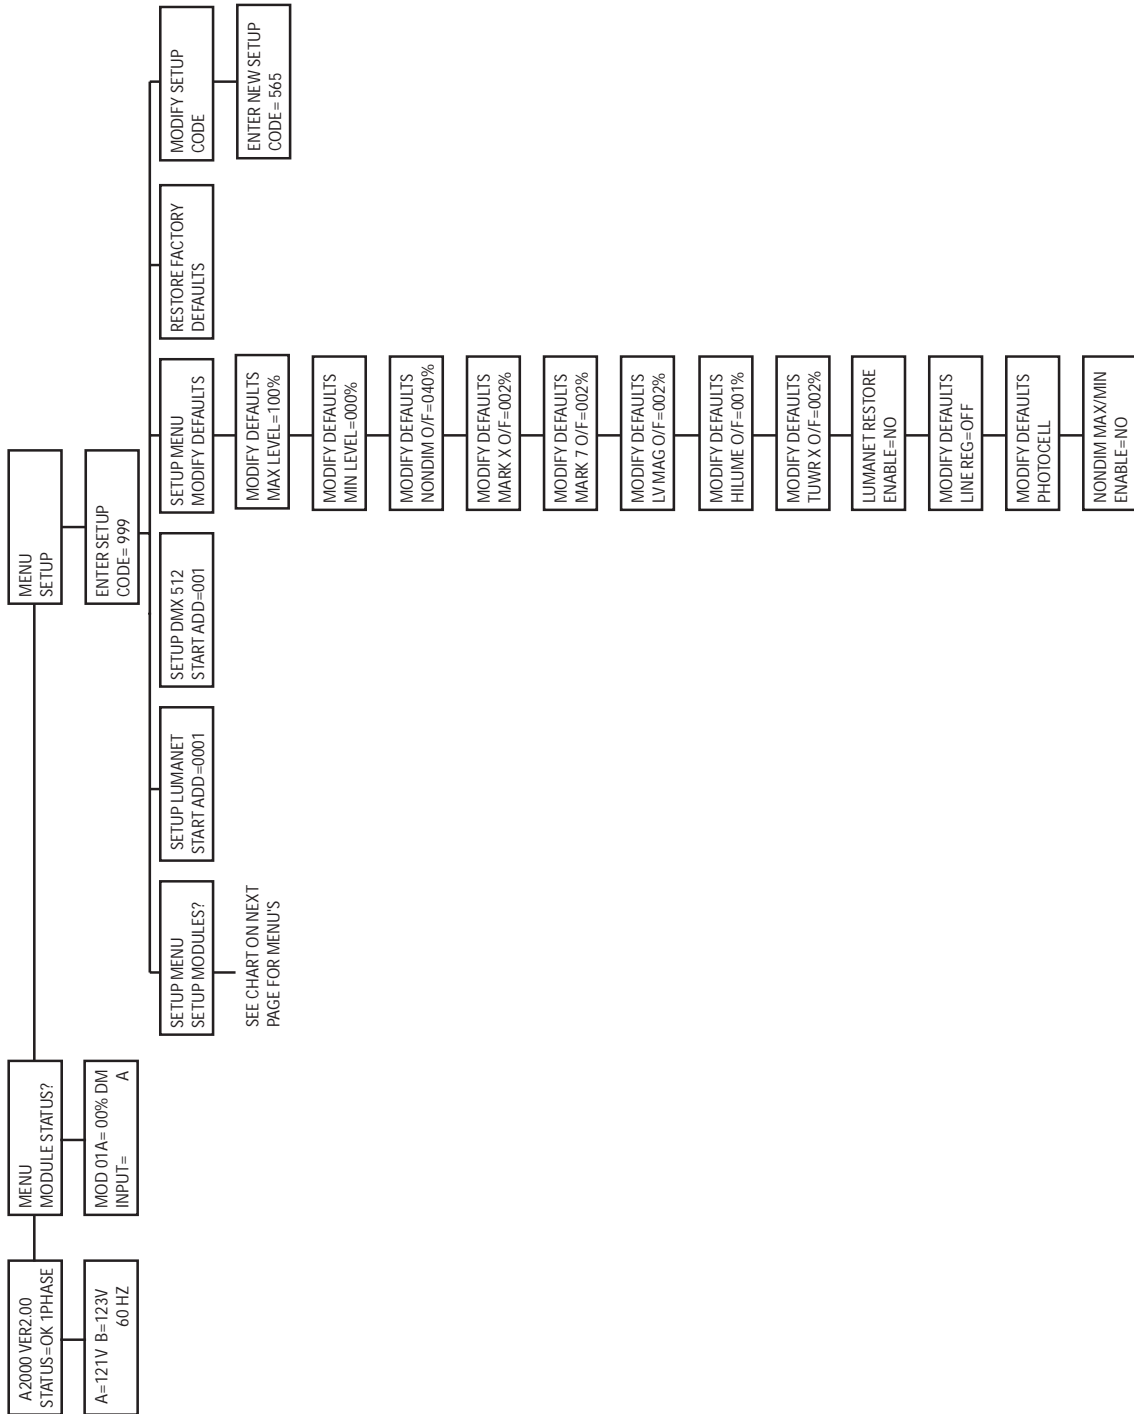 A2000 VER2.00
STATUS=OK 1PHASE
A=121V B=123V
60 HZ
MENU
MODULE STATUS?
MOD 01A= 00% DM
INPUT= A
MENU
SETUP
ENTER SETUP
CODE= 999
SETUP MENU
SETUP MODULES?
SEE CHART ON NEXT
PAGE FOR MENU'S
SETUP LUMANET
START ADD=0001
SETUP DMX 512
START ADD=001
SETUP MENU
MODIFY DEFAULTS
MODIFY DEFAULTS
MAX LEVEL=100%
MODIFY DEFAULTS
MIN LEVEL=000%
MODIFY DEFAULTS
NONDIM O/F=040%
MODIFY DEFAULTS
MARK X O/F=002%
MODIFY DEFAULTS
MARK 7 O/F=002%
MODIFY DEFAULTS
LV MAG O/F=002%
MODIFY DEFAULTS
HILUME O/F=001%
MODIFY DEFAULTS
TUWR X O/F=002%
LUMANET RESTORE
ENABLE=NO
MODIFY DEFAULTS
LINE REG=OFF
MODIFY DEFAULTS
PHOTOCELL
NONDIM MAX/MIN
ENABLE=NO
RESTORE FACTORY
DEFAULTS
MODIFY SETUP
CODE
ENTER NEW SETUP
CODE= 565